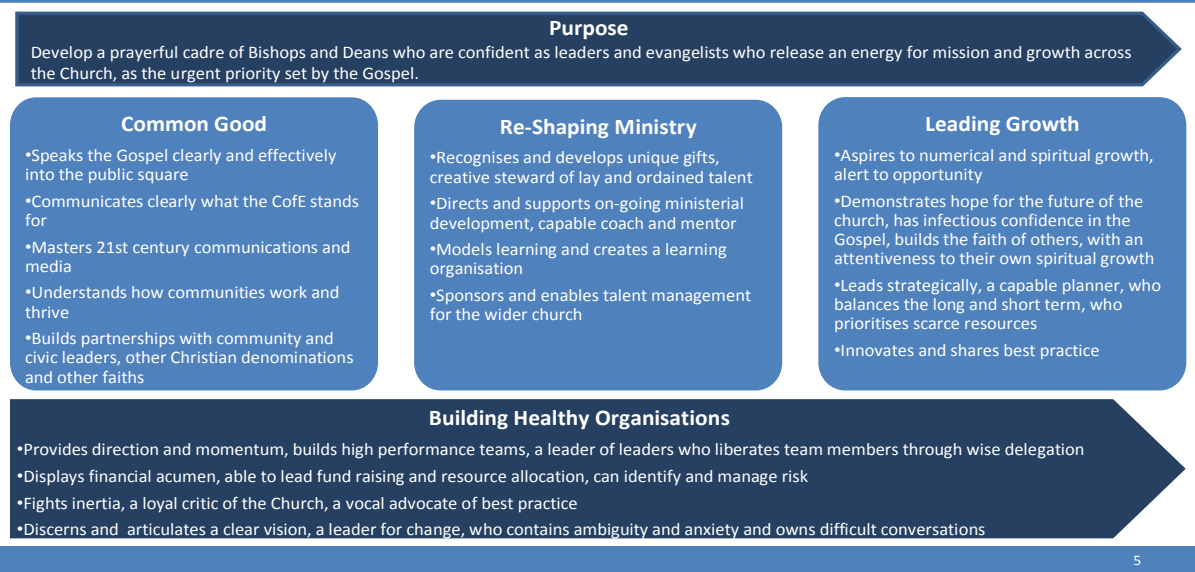 Purpose
Develop a prayerful cadre of Bishops and Deans who are confident as leaders and evangelists who release an energy for mission and growth across
the Church, as the urgent priority set by the Gospel.
Common Good
•Speaks the Gospel clearly and effectively
into the public square
•Communicates clearly what the CofE stands
for
•Masters 21st century communications and
media
•Understands how communities work and
thrive
•Builds partnerships with community and
civic leaders, other Christian denominations
and other faiths
Re-Shaping Ministry
•Recognises and develops unique gifts,
creative steward of lay and ordained talent
•Directs and supports on-going ministerial
development, capable coach and mentor
•Models learning and creates a learning
organisation
•Sponsors and enables talent management
for the wider church
Leading Growth
•Aspires to numerical and spiritual growth,
alert to opportunity
•Demonstrates hope for the future of the
church, has infectious confidence in the
Gospel, builds the faith of others, with an
attentiveness to their own spiritual growth
•Leads strategically, a capable planner, who
balances the long and short term, who
prioritises scarce resources
•Innovates and shares best practice
Building Healthy Organisations
•Provides direction and momentum, builds high performance teams, a leader of leaders who liberates team members through wise delegation
•Displays financial acumen, able to lead fund raising and resource allocation, can identify and manage risk
•Fights inertia, a loyal critic of the Church, a vocal advocate of best practice
•Discerns and  articulates a clear vision, a leader for change, who contains ambiguity and anxiety and owns difficult conversations
5